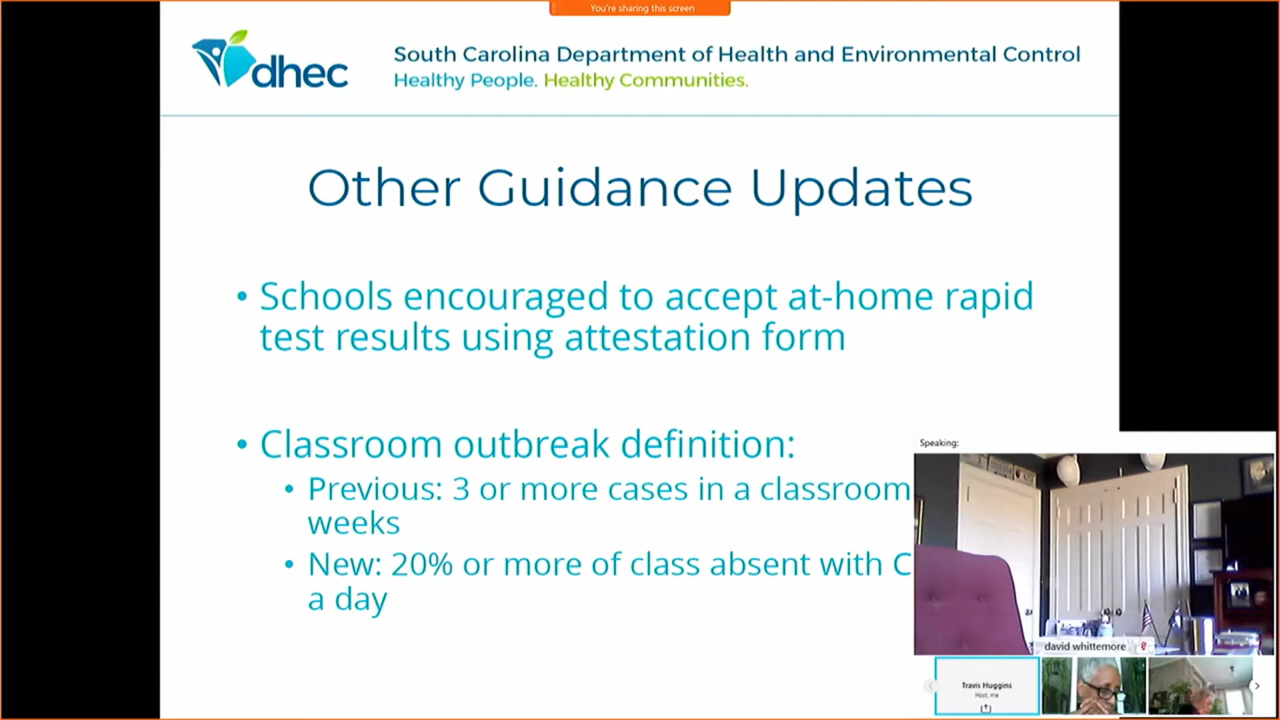 You're sharing this screen
dhec
South Carolina Department of Health and Environmental Control
Healthy People. Healthy Communities.
Other Guidance Updates
• Schools encouraged to accept at-home rapid
test results using attestation form
• Classroom outbreak definition:
• Previous: 3 or more cases in a classroom
weeks
• New: 20% or more of class absent with C
a day
Speaking:
david whittemore
Travis Huggins
Host, me